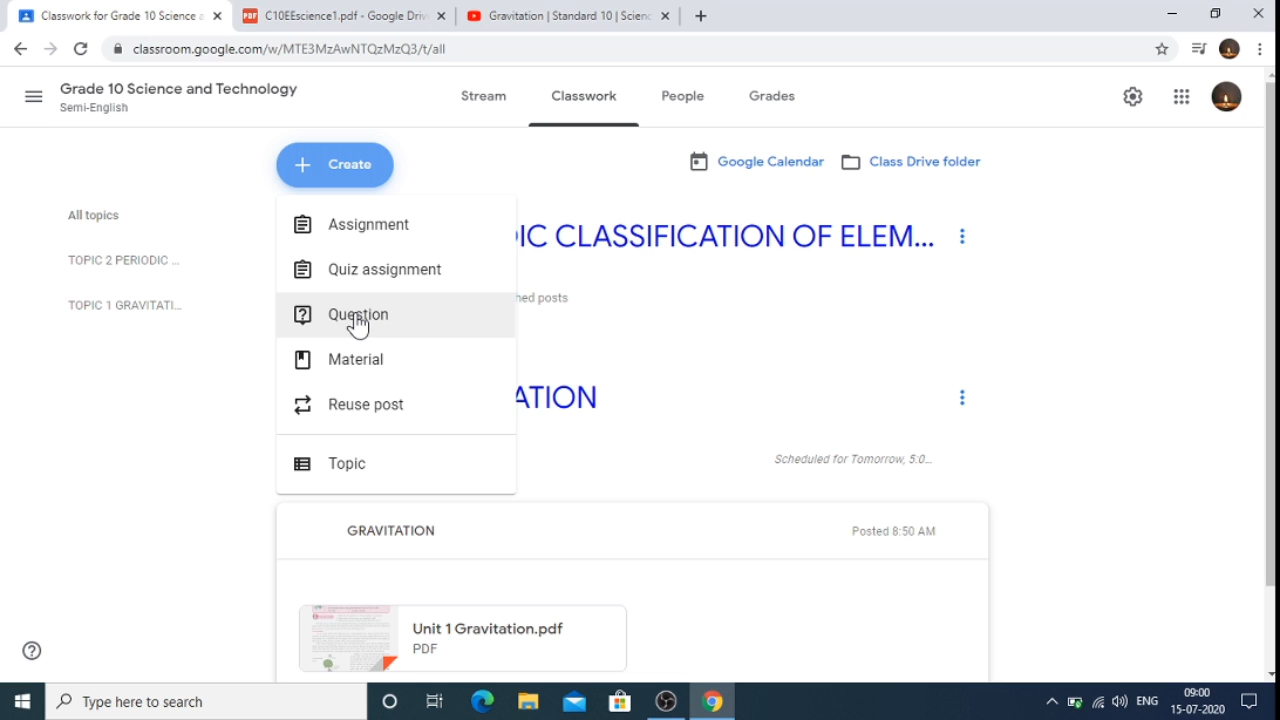 Classwork for Grade 10 Science a
C10EEscience1.pdf - Google Driv
Gravitation | Standard 10 | Scienc
classroom.google.com/w/MTE3MzAwNTQzMzQ3/t/all
Grade 10 Science and Technology
Semi-English
Stream
Classwork
People
Grades
Create
Google Calendar
Class Drive folder
All topics
TOPIC 2 PERIODIC ...
TOPIC 1 GRAVITATI...
Assignment
Quiz assignment
Question
Material
Reuse post
Topic
DIC CLASSIFICATION OF ELEM...
hed posts
ATION
Scheduled for Tomorrow, 5:0...
GRAVITATION
Posted 8:50 AM
Unit 1 Gravitation.pdf
PDF
Type here to search
ENG
09:00
15-07-2020